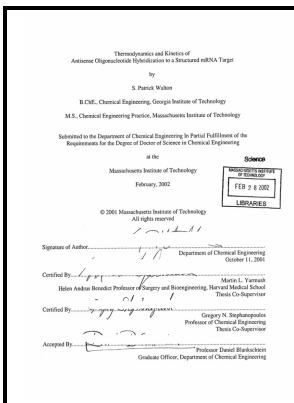 Thermodynamics and Kinetics of
Antisense Oligonucleotide Hybridization to a Structured mRNA Target
by
S. Patrick Walton
B.ChE., Chemical Engineering, Georgia Institute of Technology
M.S., Chemical Engineering Practice, Massachusetts Institute of Technology
Submitted to the Department of Chemical Engineering In Partial Fulfillment of the
Requirements for the Degree of Doctor of Science in Chemical Engineering
at the
Massachusetts Institute of Technology
February, 2002
Science
MASSACHUSETTS INSTITUTE
OF TECHNOLOGY
FEB 28 2002
LIBRARIES
© 2001 Massachusetts Institute of Technology
All rights reserved
Signature of Author
Department of Chemical Engineering
October 11, 2001
Certified By
Martin L. Yarmush
Helen Andrus Benedict Professor of Surgery and Bioengineering, Harvard Medical School
Thesis Co-Supervisor
Certified By
Gregory N. Stephanopoulos
Professor of Chemical Engineering
Thesis Co-Supervisor
Accepted By
Professor Daniel Blankschtein
Graduate Officer, Department of Chemical Engineering